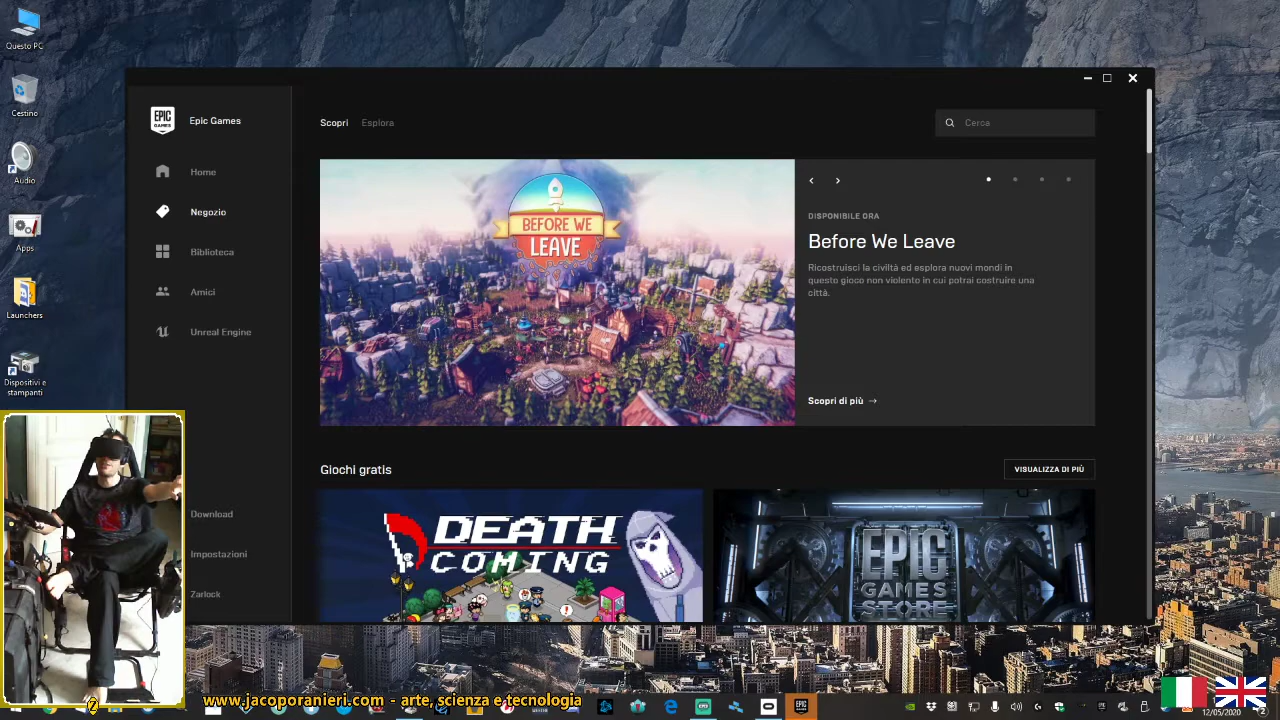 Questo PC
Cestino
Audio
Apps
Launchers
Dispositivi e
stampanti
EPIC
GAMES
Epic Games
Home
Negozio
Biblioteca
Amici
Unreal Engine
Download
Impostazioni
Zarlock
Scopri
Esplora
Cerca
BEFORE WE
LEAVE
DISPONIBILE ORA
Before We Leave
Ricostruisci la civiltà ed esplora nuovi mondi in
questo gioco non violento in cui potrai costruire una
città.
Scopri di più →
Giochi gratis
VISUALIZZA DI PIÙ
DEATH
COMING
EPIC
GAMES
STORE
www.jacoporanieri.com - arte, scienza e tecnologia
12/05/2020